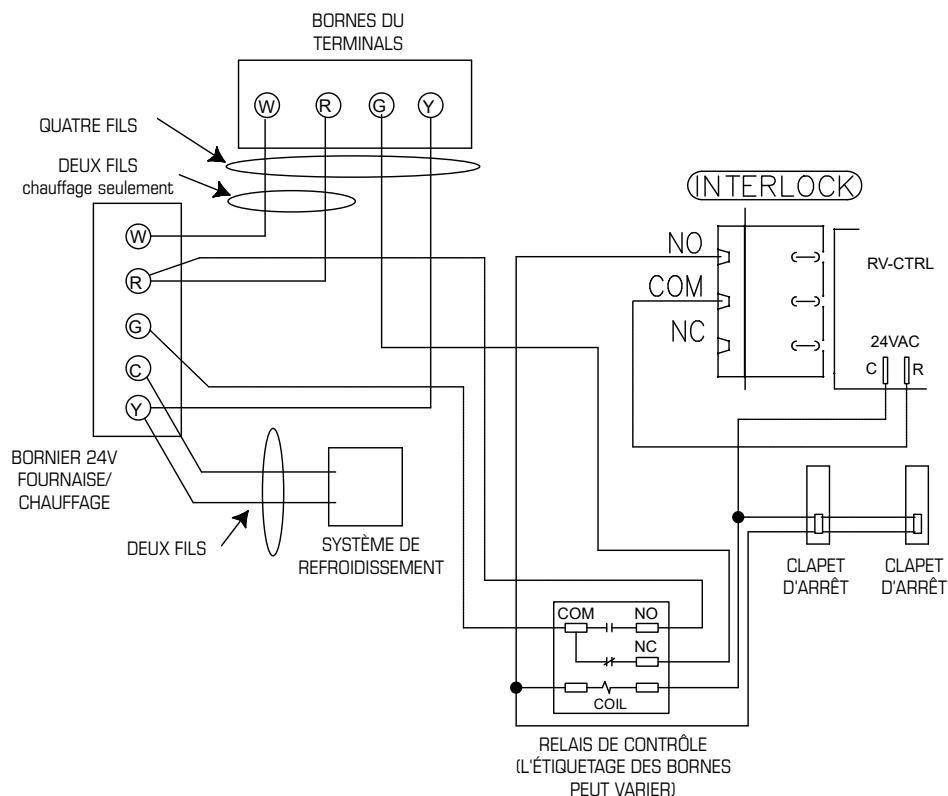 BORNES DU
TERMINALS
W R G Y
QUATRE FILS
DEUX FILS
chauffage seulement
W
R
G
C
Y
BORNIER 24V
FOURNAISE/
CHAUFFAGE
DEUX FILS
SYSTÈME DE
REFROIDISSEMENT
INTERLOCK
NO
COM
NC
RV-CTRL
24VAC
C R
CLAPET
D'ARRÊT
CLAPET
D'ARRÊT
COM NO
NC
COIL
RELAIS DE CONTRÔLE
(L'ÉTIQUETAGE DES BORNES
PEUT VARIER)